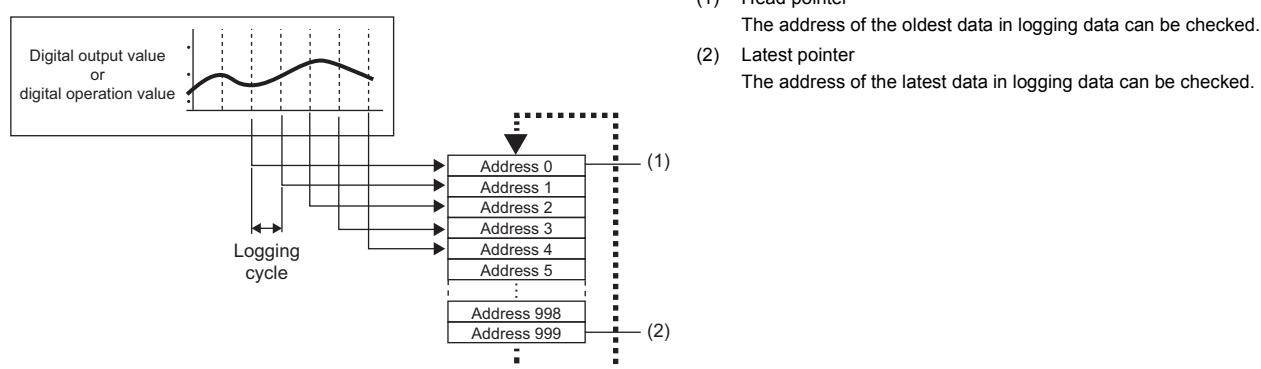 (1) Head pointer
The address of the oldest data in logging data can be checked.
(2) Latest pointer
The address of the latest data in logging data can be checked.
Digital output value
or
digital operation value
Address 0
(1)
Address 1
Address 2
Address 3
Address 4
Address 5
Logging
cycle
Address 998
Address 999
(2)